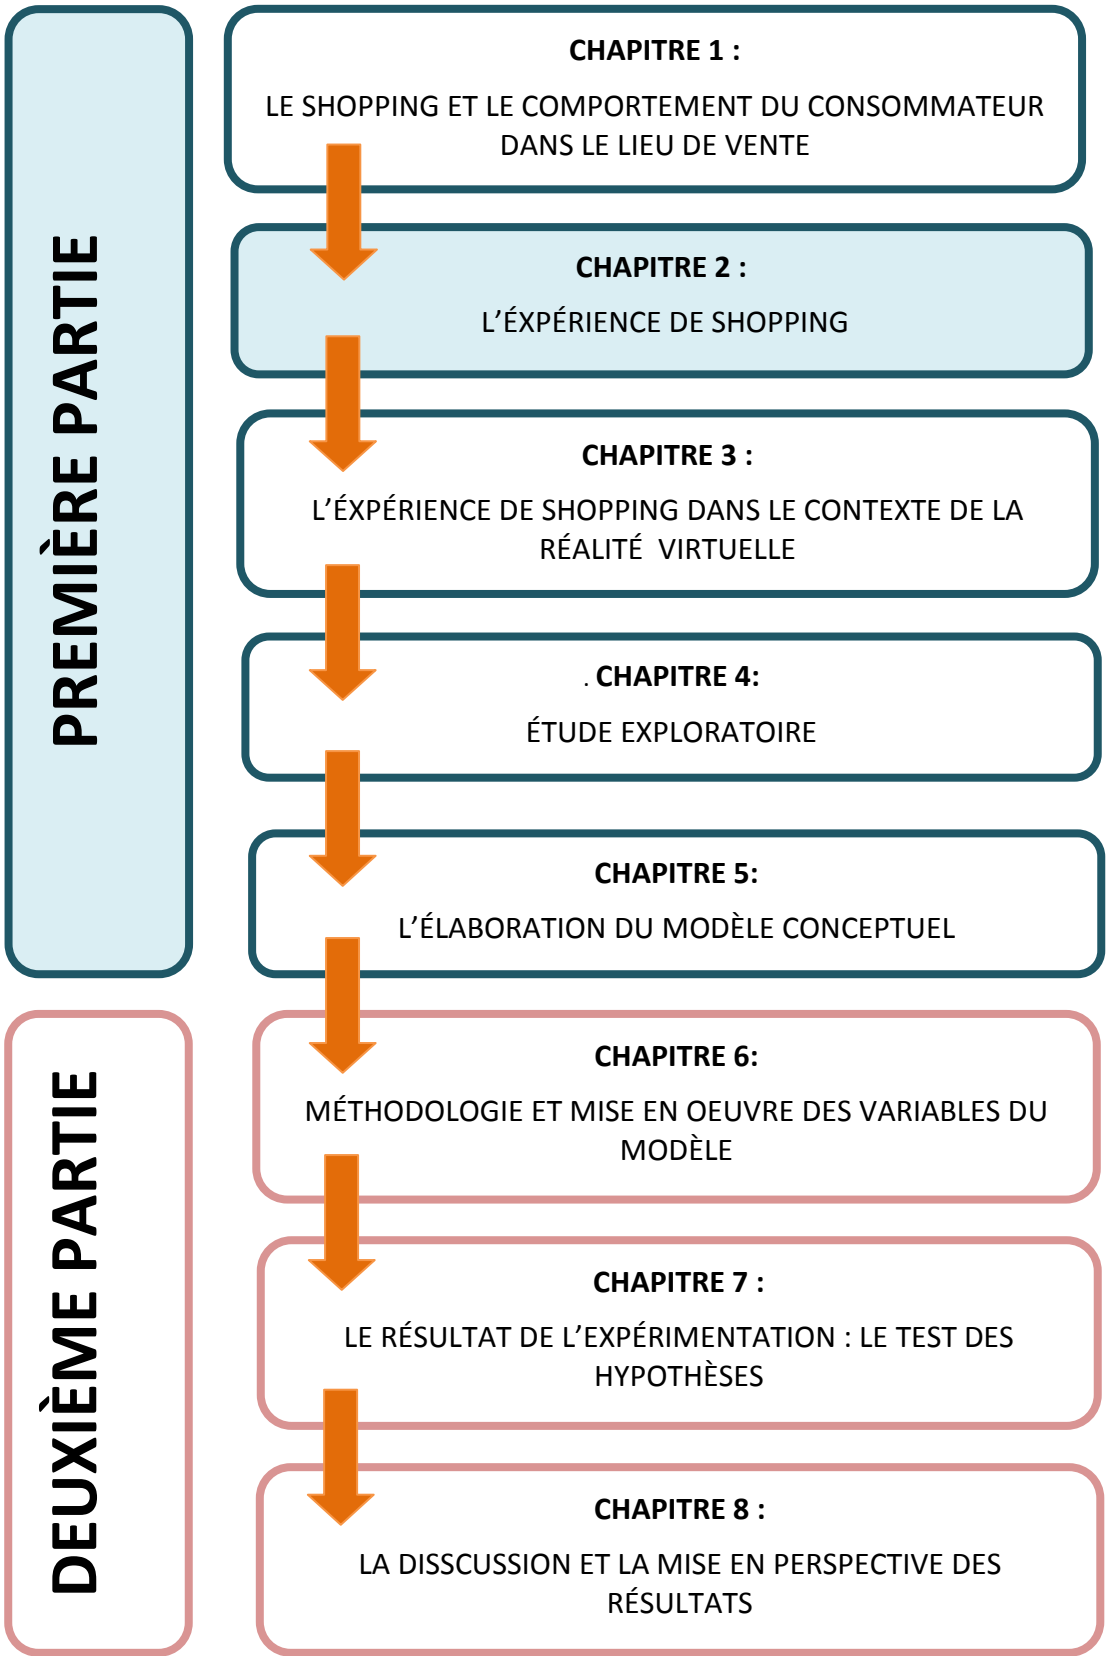 PREMIÈRE PARTIE
CHAPITRE 1 :
LE SHOPPING ET LE COMPORTEMENT DU CONSOMMATEUR
DANS LE LIEU DE VENTE
CHAPITRE 2 :
L’ÉXPÉRIENCE DE SHOPPING
CHAPITRE 3 :
L’ÉXPÉRIENCE DE SHOPPING DANS LE CONTEXTE DE LA
RÉALITÉ  VIRTUELLE
. CHAPITRE 4:
ÉTUDE EXPLORATOIRE
CHAPITRE 5:
L’ÉLABORATION DU MODÈLE CONCEPTUEL
DEUXIÈME PARTIE
CHAPITRE 6:
MÉTHODOLOGIE ET MISE EN OEUVRE DES VARIABLES DU
MODÈLE
CHAPITRE 7 :
LE RÉSULTAT DE L’EXPÉRIMENTATION : LE TEST DES
HYPOTHÈSES
CHAPITRE 8 :
LA DISSCUSSION ET LA MISE EN PERSPECTIVE DES
RÉSULTATS